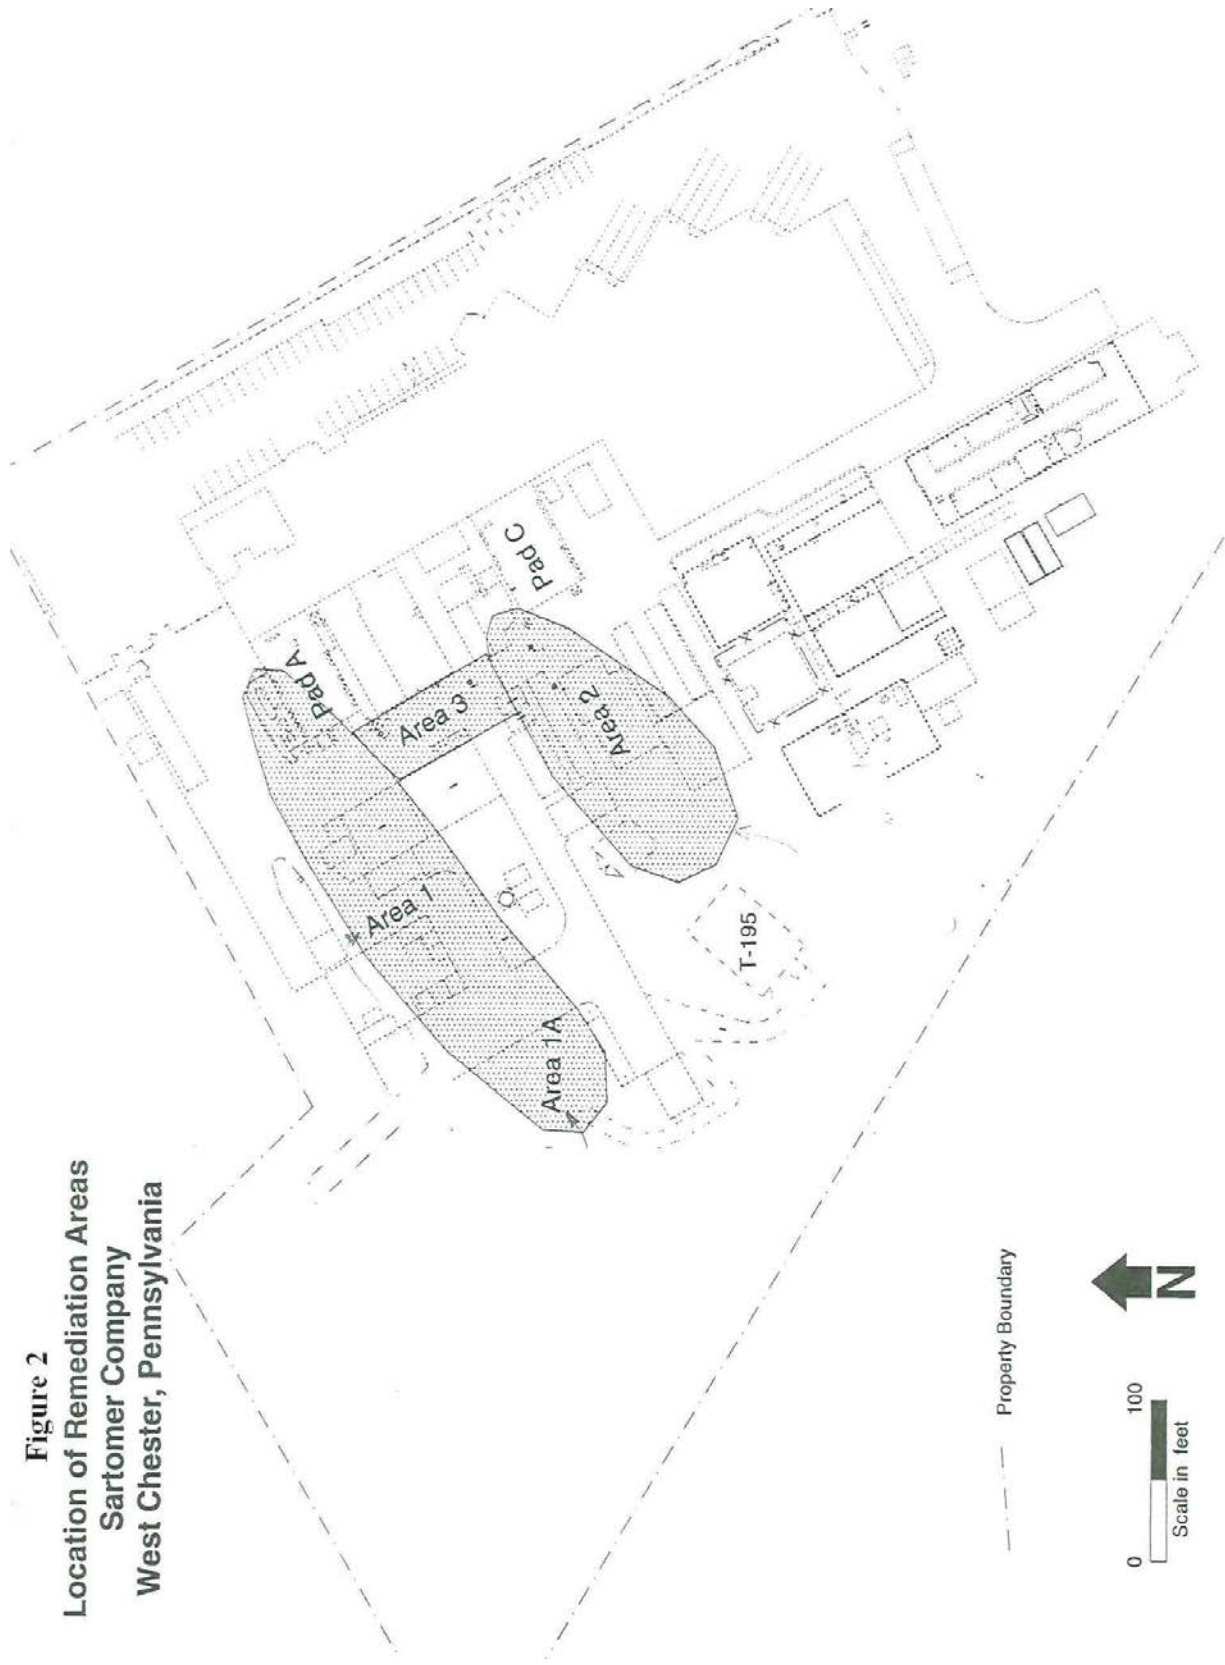 Figure 2
Location of Remediation Areas
Sartomer Company
West Chester, Pennsylvania
Pad A
Area 3
Pad C
Area 1
Area 2
Area 1A
T-195
Property Boundary
N
0 100
Scale in feet